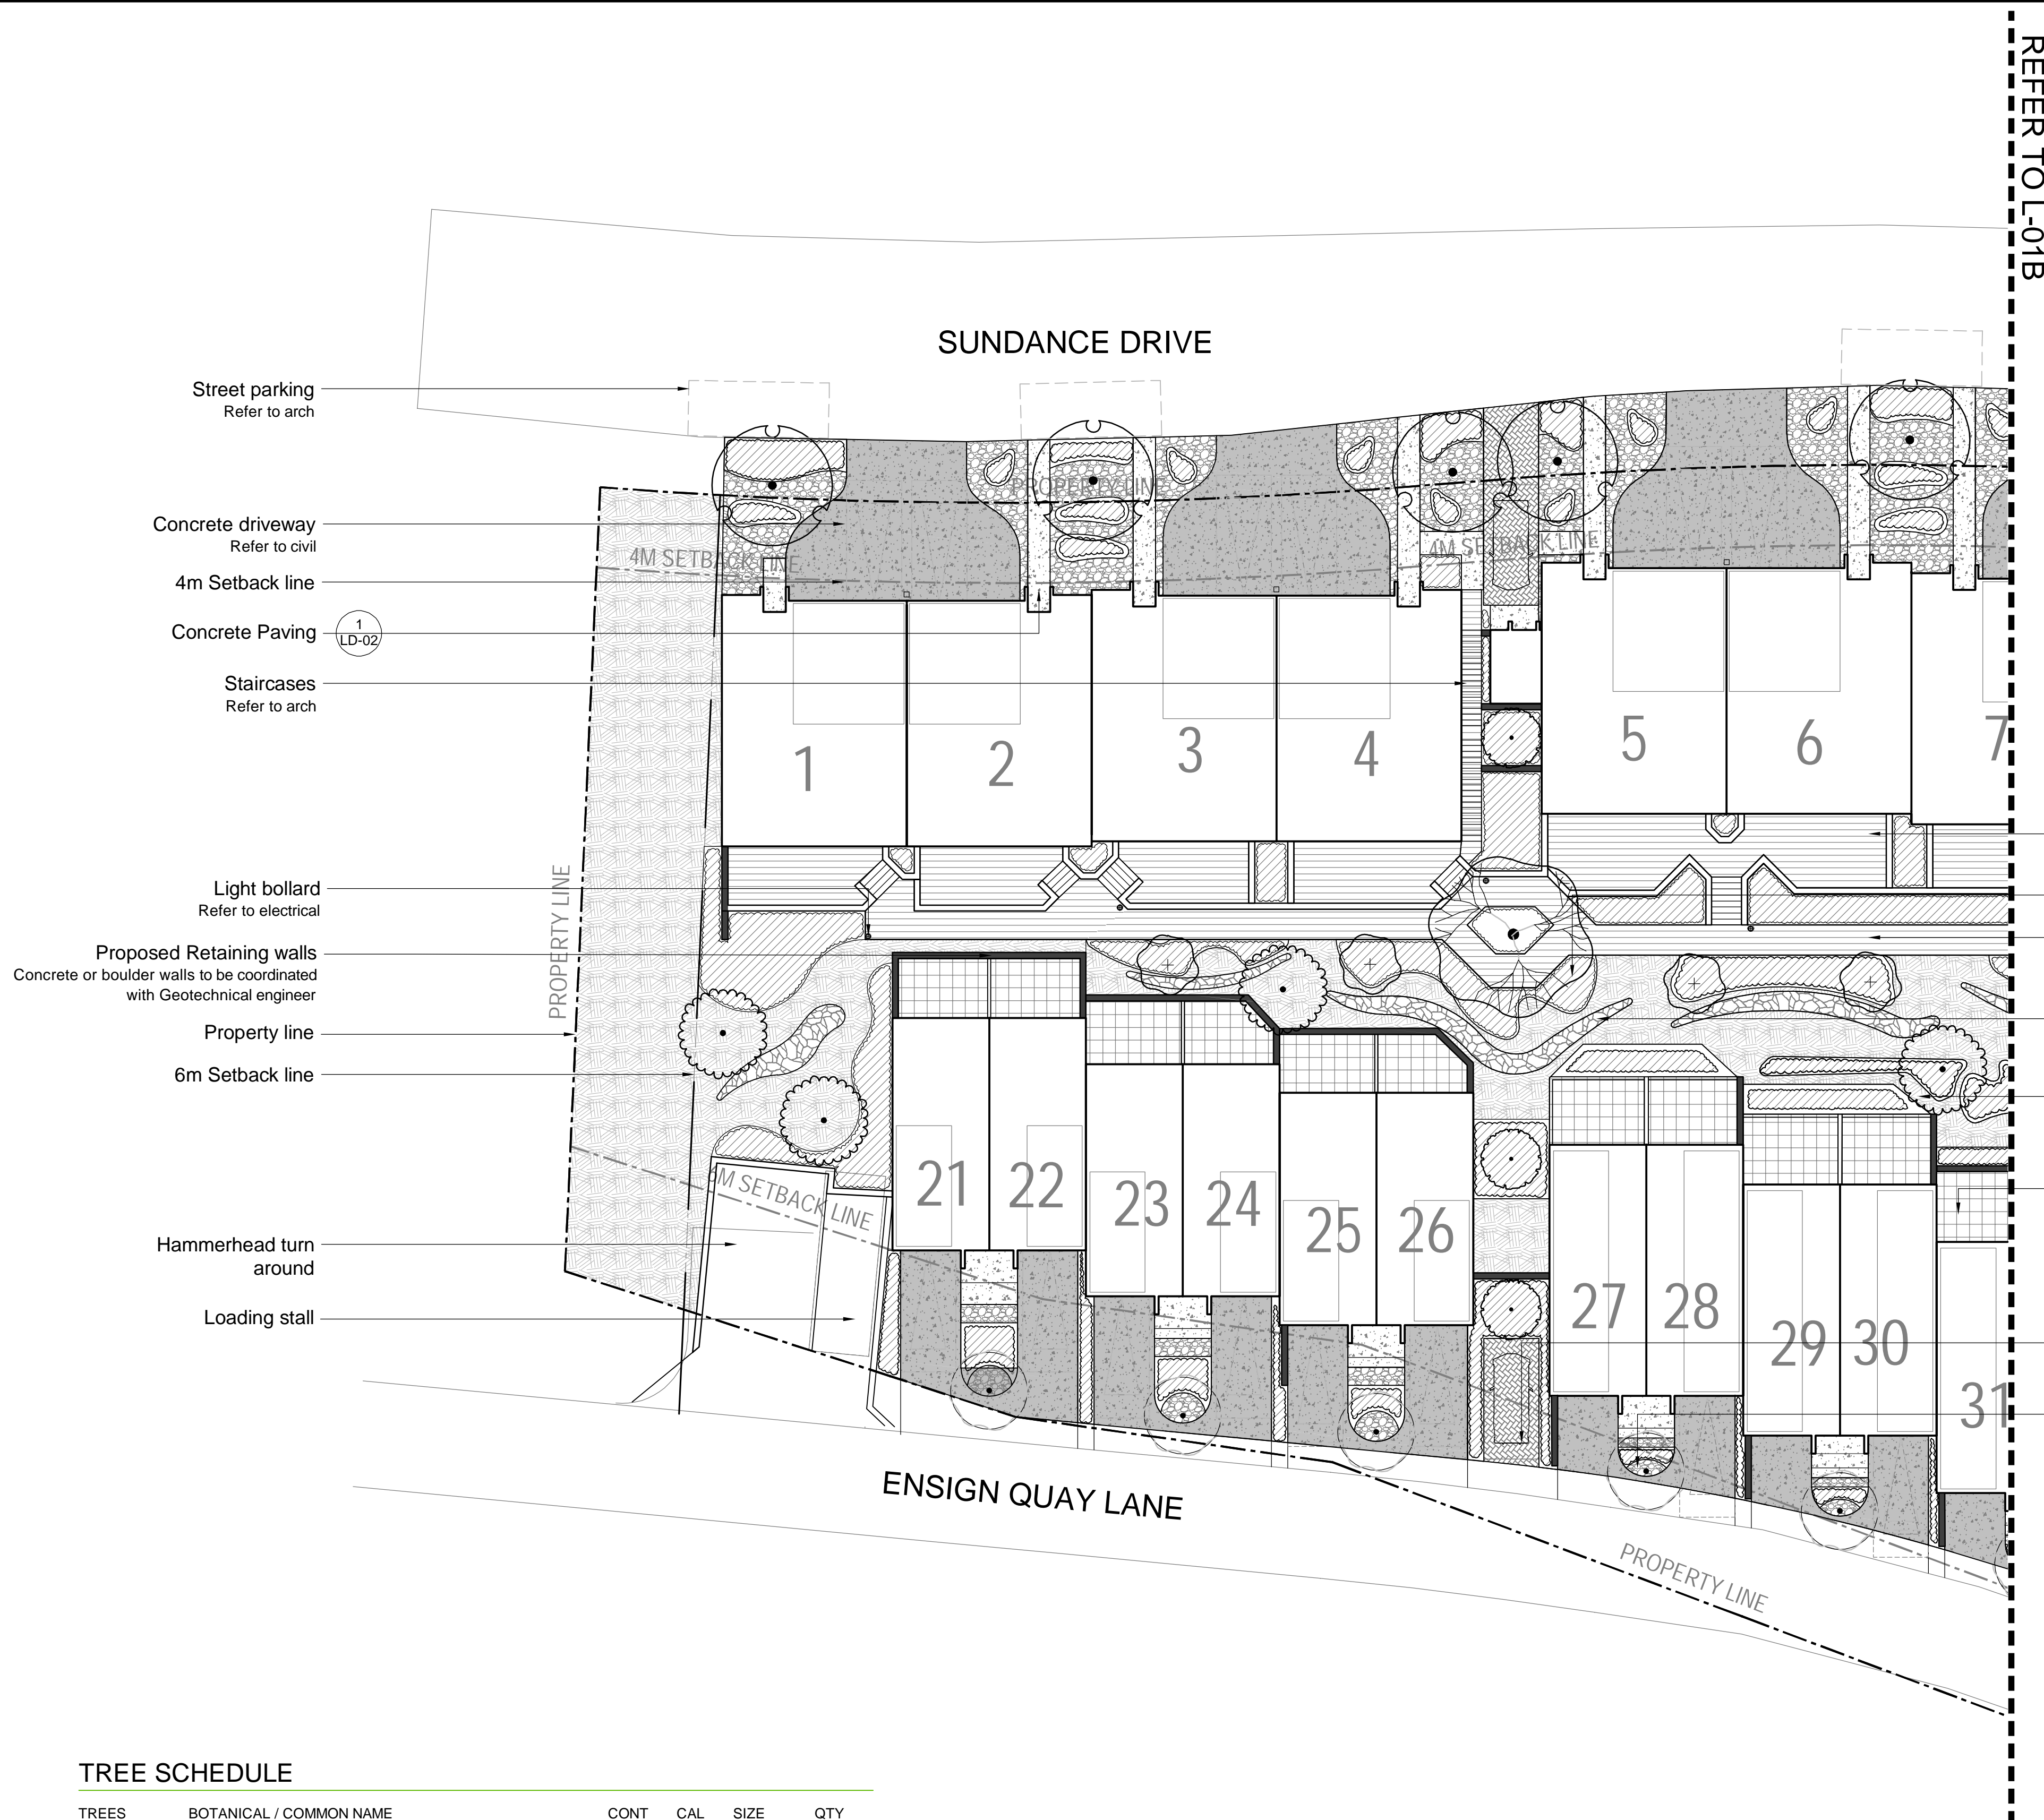 REFER TO L-01B
SUNDANCE DRIVE
Street parking
Refer to arch
Concrete driveway
Refer to civil
4m Setback line
Concrete Paving
1
LD-02
Staircases
Refer to arch
Light bollard
Refer to electrical
Proposed Retaining walls
Concrete or boulder walls to be coordinated
with Geotechnical engineer
Property line
6m Setback line
Hammerhead turn
around
Loading stall
PROPERTY LINE
4M SETBACK LINE
4M SETBACK LINE
1
2
3
4
5
6
7
PROPERTY LINE
M SETBACK LINE
21
22
23
24
25
26
27
28
29
30
31
ENSIGN QUAY LANE
PROPERTY LINE
TREE SCHEDULE
TREES BOTANICAL / COMMON NAME CONT CAL SIZE QTY